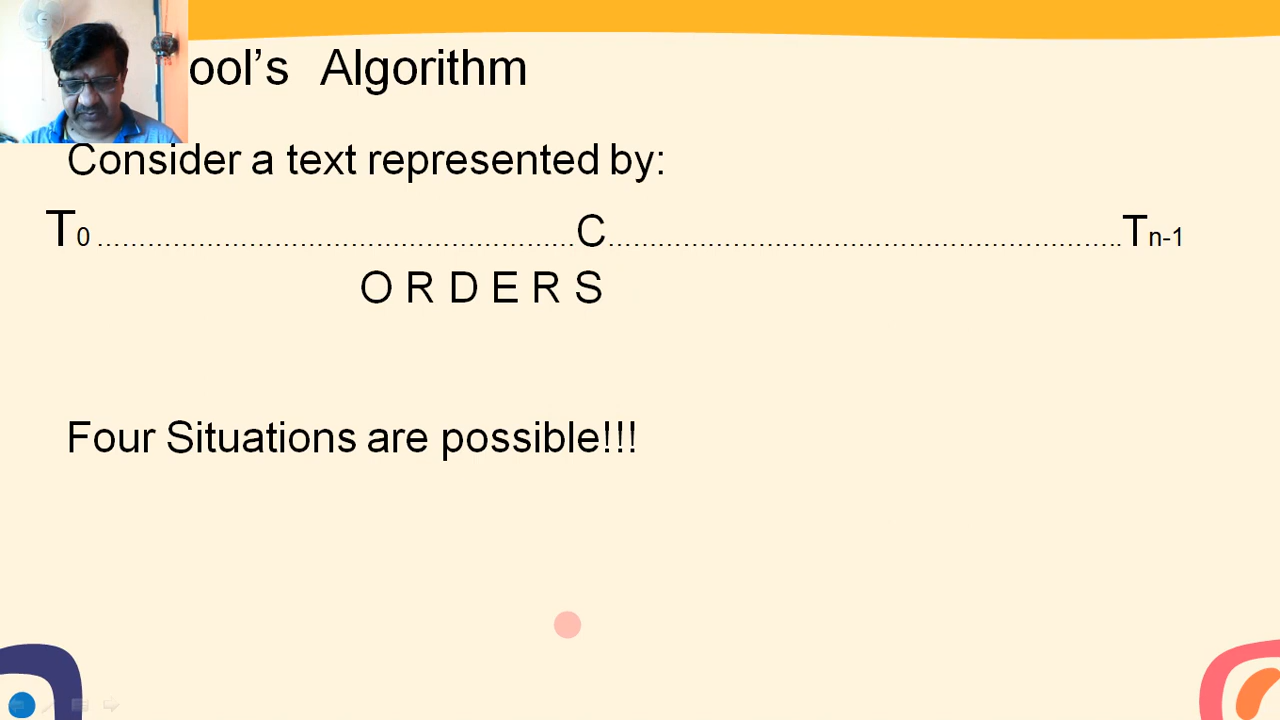 ool’s Algorithm
Consider a text represented by:
T0 ……………………………………………………C………………………………………………………..Tn-1
O R D E R S
Four Situations are possible!!!